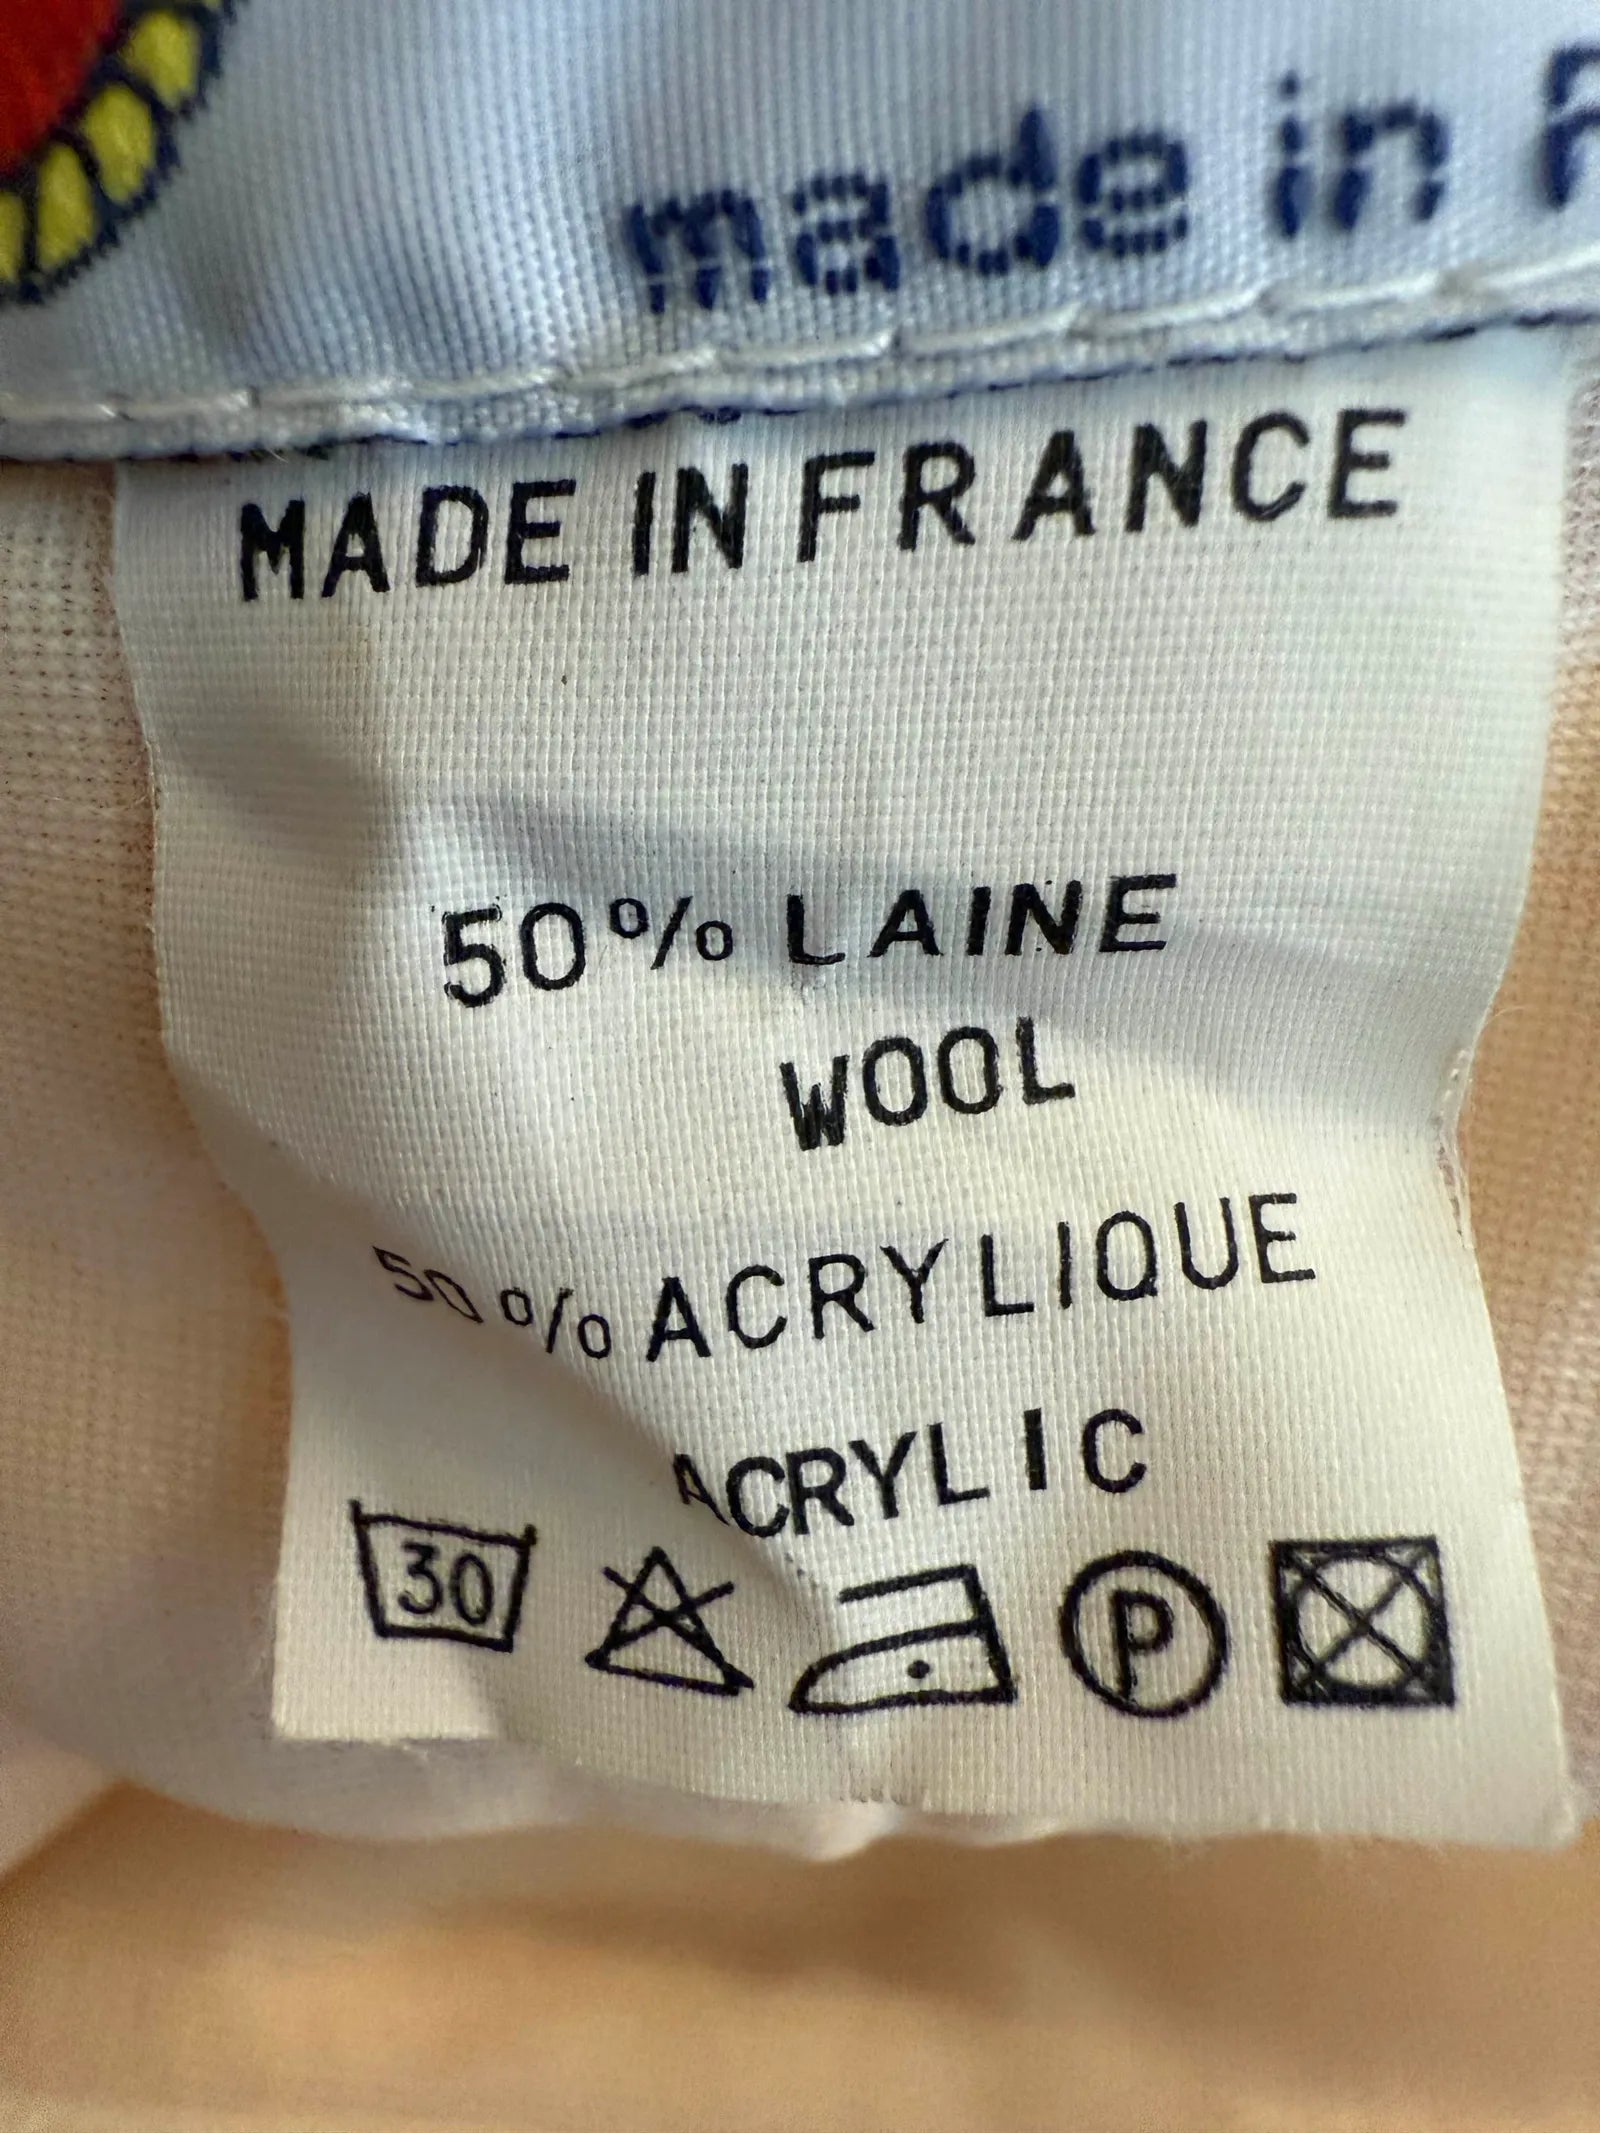 made in
MADE IN FRANCE
50% LAINE
WOOL
50% ACRYLIQUE
ACRYLIC
30 P